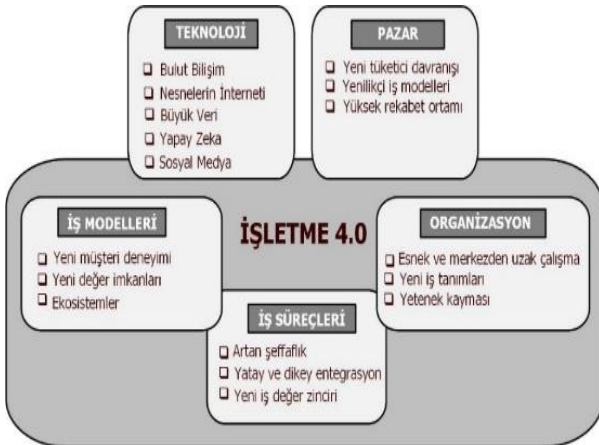 TEKNOLOJİ
❑ Bulut Bilişim
❑ Nesnelerin İnterneti
❑ Büyük Veri
❑ Yapay Zeka
❑ Sosyal Medya
PAZAR
❑ Yeni tüketici davranışı
❑ Yenilikçi iş modelleri
❑ Yüksek rekabet ortamı
İŞLETME 4.0
İŞ MODELLERİ
❑ Yeni müşteri deneyimi
❑ Yeni değer imkanları
❑ Ekosistemler
ORGANİZASYON
❑ Esnek ve merkezden uzak çalışma
❑ Yeni iş tanımları
❑ Yetenek kayması
İŞ SÜREÇLERİ
❑ Artan şeffaflık
❑ Yatay ve dikey entegrasyon
❑ Yeni iş değer zinciri